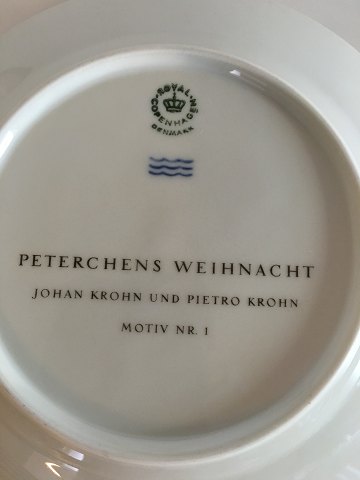 ROYAL
COPENHAGEN
DENMARK
PETERCHENS WEIHNACHT
JOHAN KROHN UND PIETRO KROHN
MOTIV NR. 1